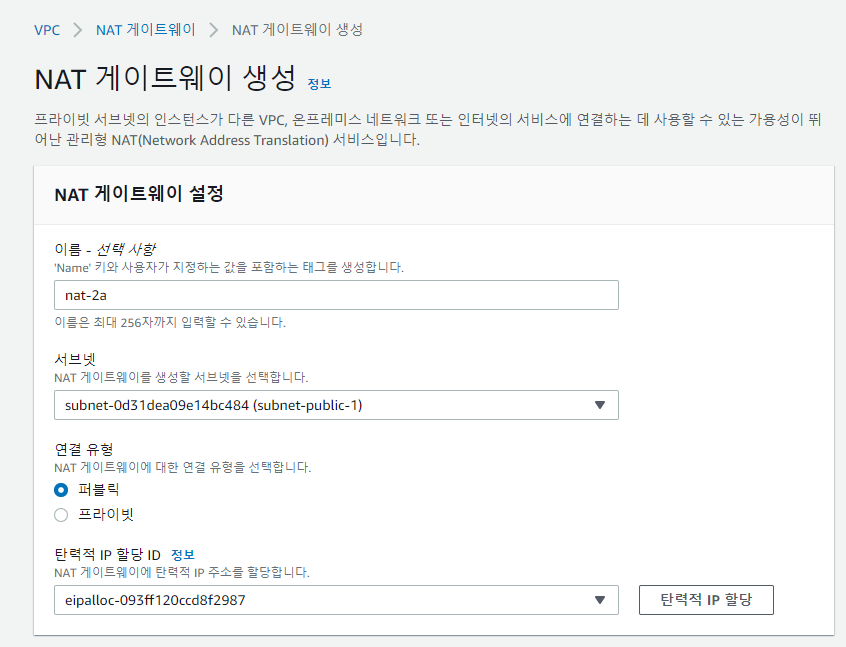 VPC > NAT 게이트웨이 > NAT 게이트웨이 생성
NAT 게이트웨이 생성 정보
프라이빗 서브넷의 인스턴스가 다른 VPC, 온프레미스 네트워크 또는 인터넷의 서비스에 연결하는 데 사용할 수 있는 가용성이 뛰
어난 관리형 NAT(Network Address Translation) 서비스입니다.
NAT 게이트웨이 설정
이름 - 선택 사항
'Name' 키와 사용자가 지정하는 값을 포함하는 태그를 생성합니다.
nat-2a
이름은 최대 256자까지 입력할 수 있습니다.
서브넷
NAT 게이트웨이를 생성할 서브넷을 선택합니다.
subnet-0d31dea09e14bc484 (subnet-public-1)
연결 유형
NAT 게이트웨이에 대한 연결 유형을 선택합니다.
퍼블릭
프라이빗
탄력적 IP 할당 ID 정보
NAT 게이트웨이에 탄력적 IP 주소를 할당합니다.
eipalloc-093ff120ccd8f2987 탄력적 IP 할당